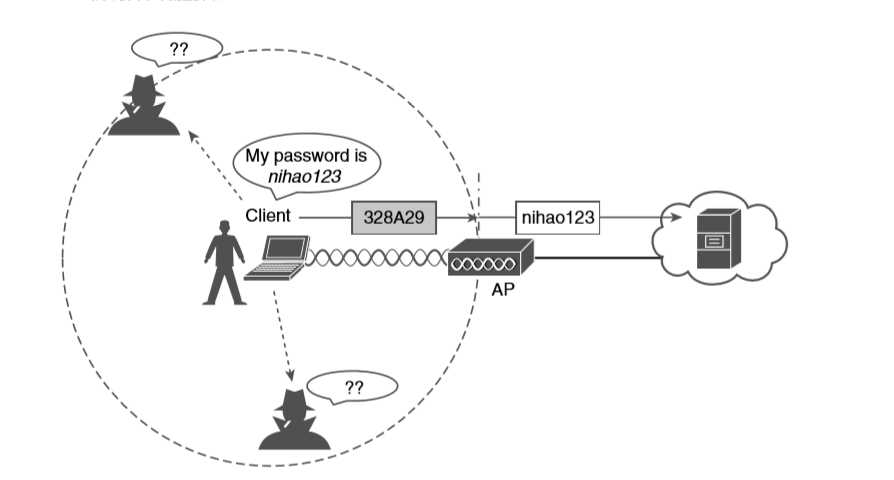 ??
My password is
nihao123
Client
328A29
nihao123
AP
??